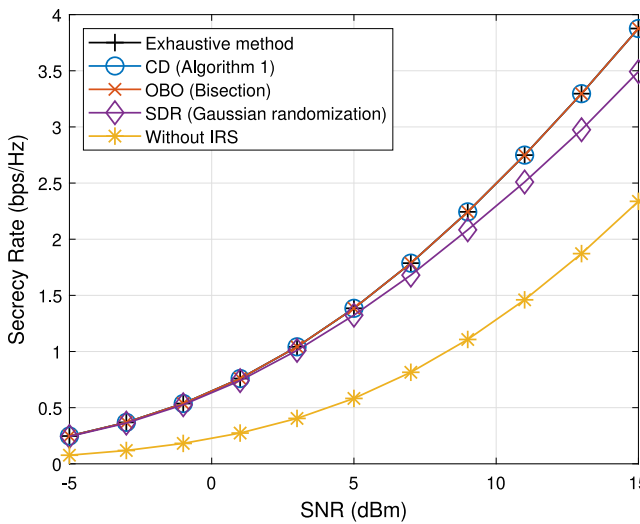 4
3.5
3
2.5
2
1.5
1
0.5
0
-5
0
5
10
15
Secrecy Rate (bps/Hz)
SNR (dBm)
Exhaustive method
CD (Algorithm 1)
OBO (Bisection)
SDR (Gaussian randomization)
Without IRS